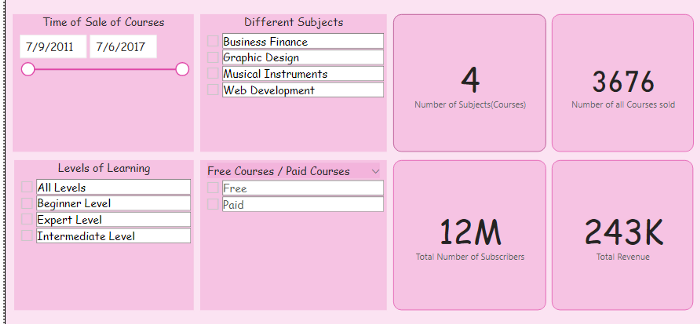 Time of Sale of Courses
7/9/2011 7/6/2017
Different Subjects
Business Finance
Graphic Design
Musical Instruments
Web Development
4
Number of Subjects(Courses)
3676
Number of all Courses sold
Levels of Learning
All Levels
Beginner Level
Expert Level
Intermediate Level
Free Courses / Paid Courses
Free
Paid
12M
Total Number of Subscribers
243K
Total Revenue